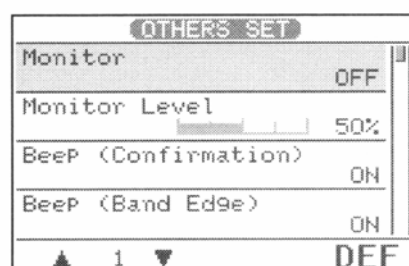 OTHERS SET
Monitor
OFF
Monitor Level
50%
Beep (Confirmation)
ON
Beep (Band Edge)
ON
▲ 1 ▼ DEF